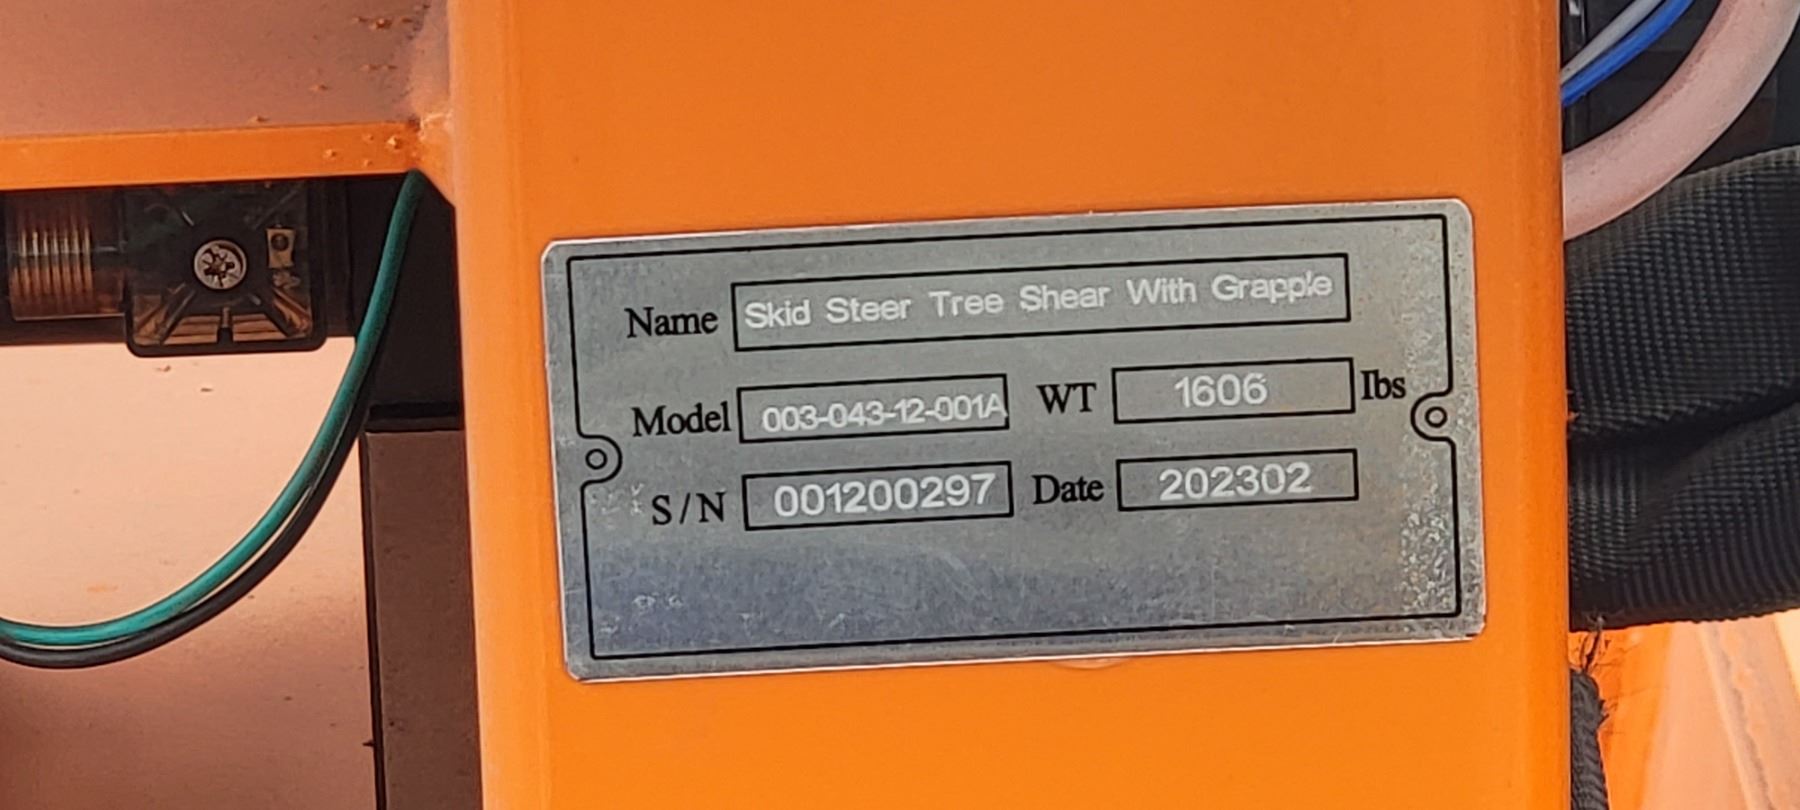 Name Skid Steer Tree Shear With Grapple
Model 003-043-12-001A WT 1606 lbs
S/N 001200297 Date 202302